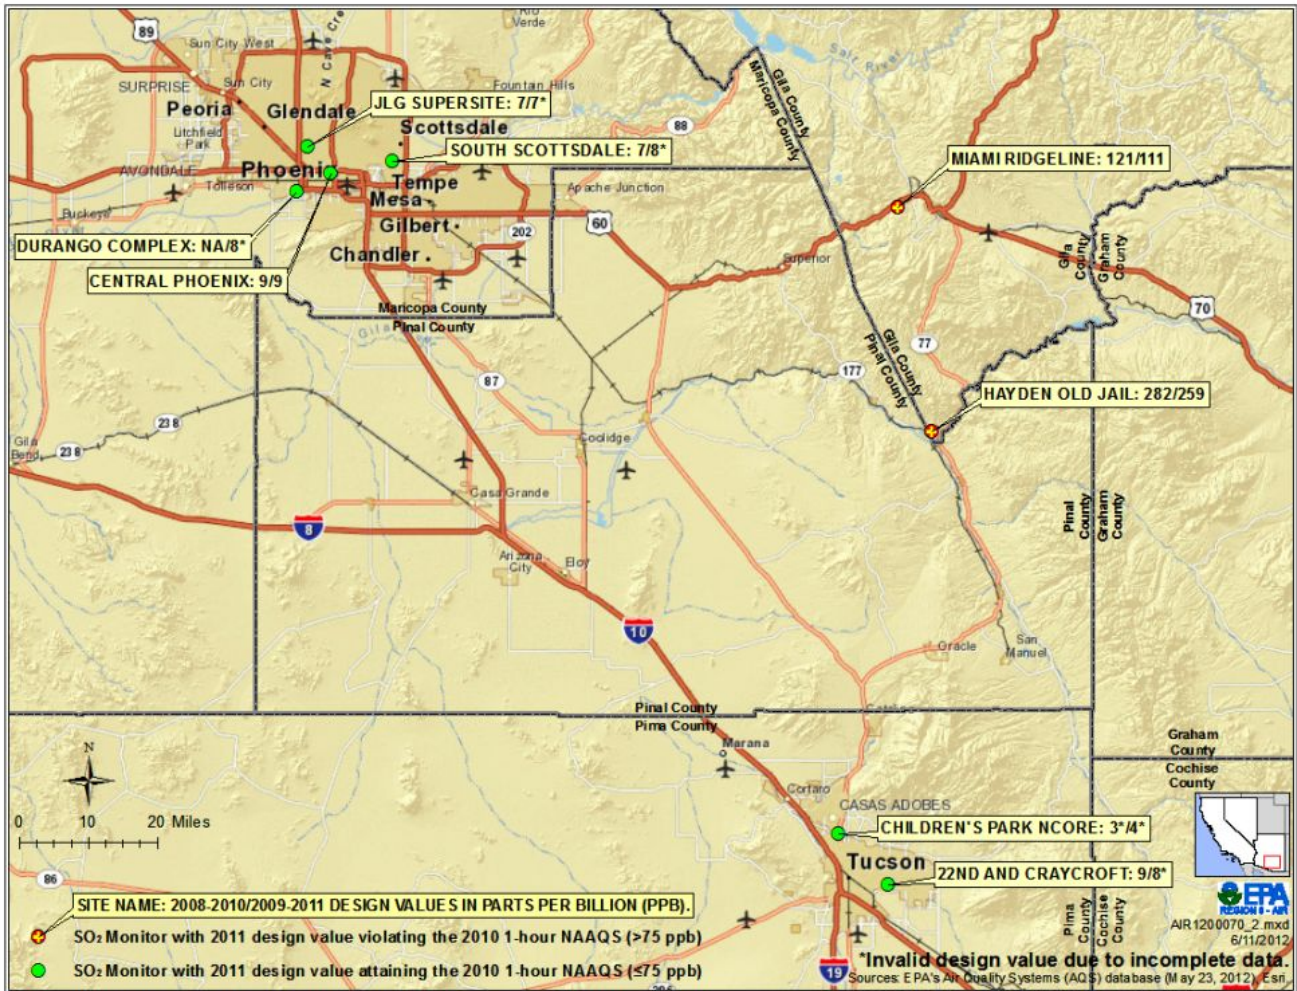 89
Sun City West
N Cave Cre
Rio
Verde
Salt River
SURPRISE
Sun City
Fountain Hills
Peoria
Glendale
JLG SUPERSITE: 7/7*
Gila County
Maricopa County
Litchfield
Park
Scottsdale
88
SOUTH SCOTTSDALE: 7/8*
MIAMI RIDGELINE: 121/111
AVONDALE
Phoenix
Tolleson
Tempe
Mesa
Apache Junction
Buckeye
Gilbert
202
60
DURANGO COMPLEX: NA/8*
Chandler
Superior
Gila
County
Graham
County
CENTRAL PHOENIX: 9/9
Maricopa County
Pinal County
Gila
70
77
Gila County
Pinal County
87
177
HAYDEN OLD JAIL: 282/259
238
238
Gila
Bend
Coolidge
Casa Grande
8
Pinal
County
Graham
County
Arizona
City
Eloy
10
Oracle
San
Manuel
Pinal County
Pima County
Catalina
Marana
Graham
County
Cochise
County
N
0 10 20 Miles
Cortaro
CASAS ADOBES
CHILDREN'S PARK NCORE: 3*/4*
Tucson
22ND AND CRAYCROFT: 9/8*
86
Pima
County
Cochise
County
EPA
REGION 9 - AIR
AIR1200070_2.mxd
6/11/2012
SITE NAME: 2008-2010/2009-2011 DESIGN VALUES IN PARTS PER BILLION (PPB).
SO₂ Monitor with 2011 design value violating the 2010 1-hour NAAQS (>75 ppb)
SO₂ Monitor with 2011 design value attaining the 2010 1-hour NAAQS (≤75 ppb)
19
*Invalid design value due to incomplete data.
Sources: EPA's Air Quality Systems (AQS) database (May 23, 2012), Esri.